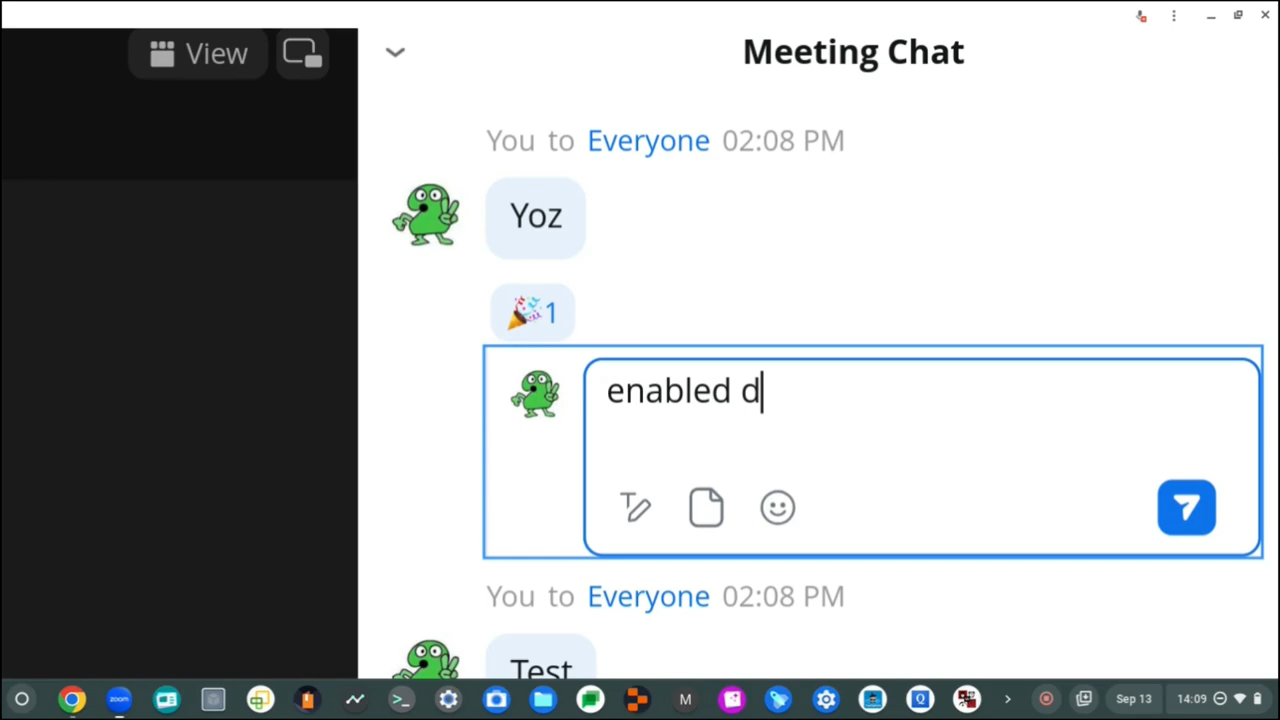 View
Meeting Chat
You to Everyone 02:08 PM
Yoz
🎉 1
enabled d
You to Everyone 02:08 PM
Test
zoom
M
Q
Sep 13
14:09